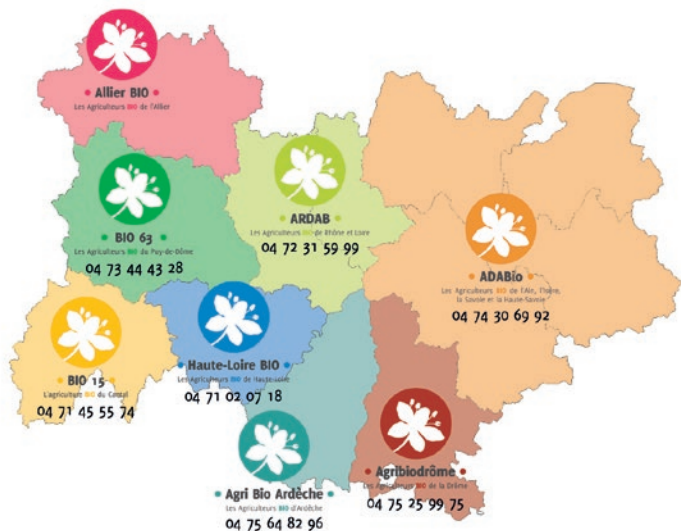 • Allier BIO •
Les Agriculteurs BIO de l'Allier
• BIO 63 •
Les Agriculteurs BIO du Puy-de-Dôme
04 73 44 43 28
• ARDAB •
Les Agriculteurs BIO de Rhône et Loire
04 72 31 59 99
• ADABio •
Les Agriculteurs BIO de l'Ain, l'Isère,
la Savoie et la Haute-Savoie
04 74 30 69 92
• BIO 15 •
L'agriculture BIO du Cantal
04 71 45 55 74
• Haute-Loire BIO •
Les Agriculteurs BIO de Haute-Loire
04 71 02 07 18
• Agri Bio Ardèche •
Les Agriculteurs BIO d'Ardèche
04 75 64 82 96
• Agribiodrôme •
Les Agriculteurs BIO de la Drôme
04 75 25 99 75